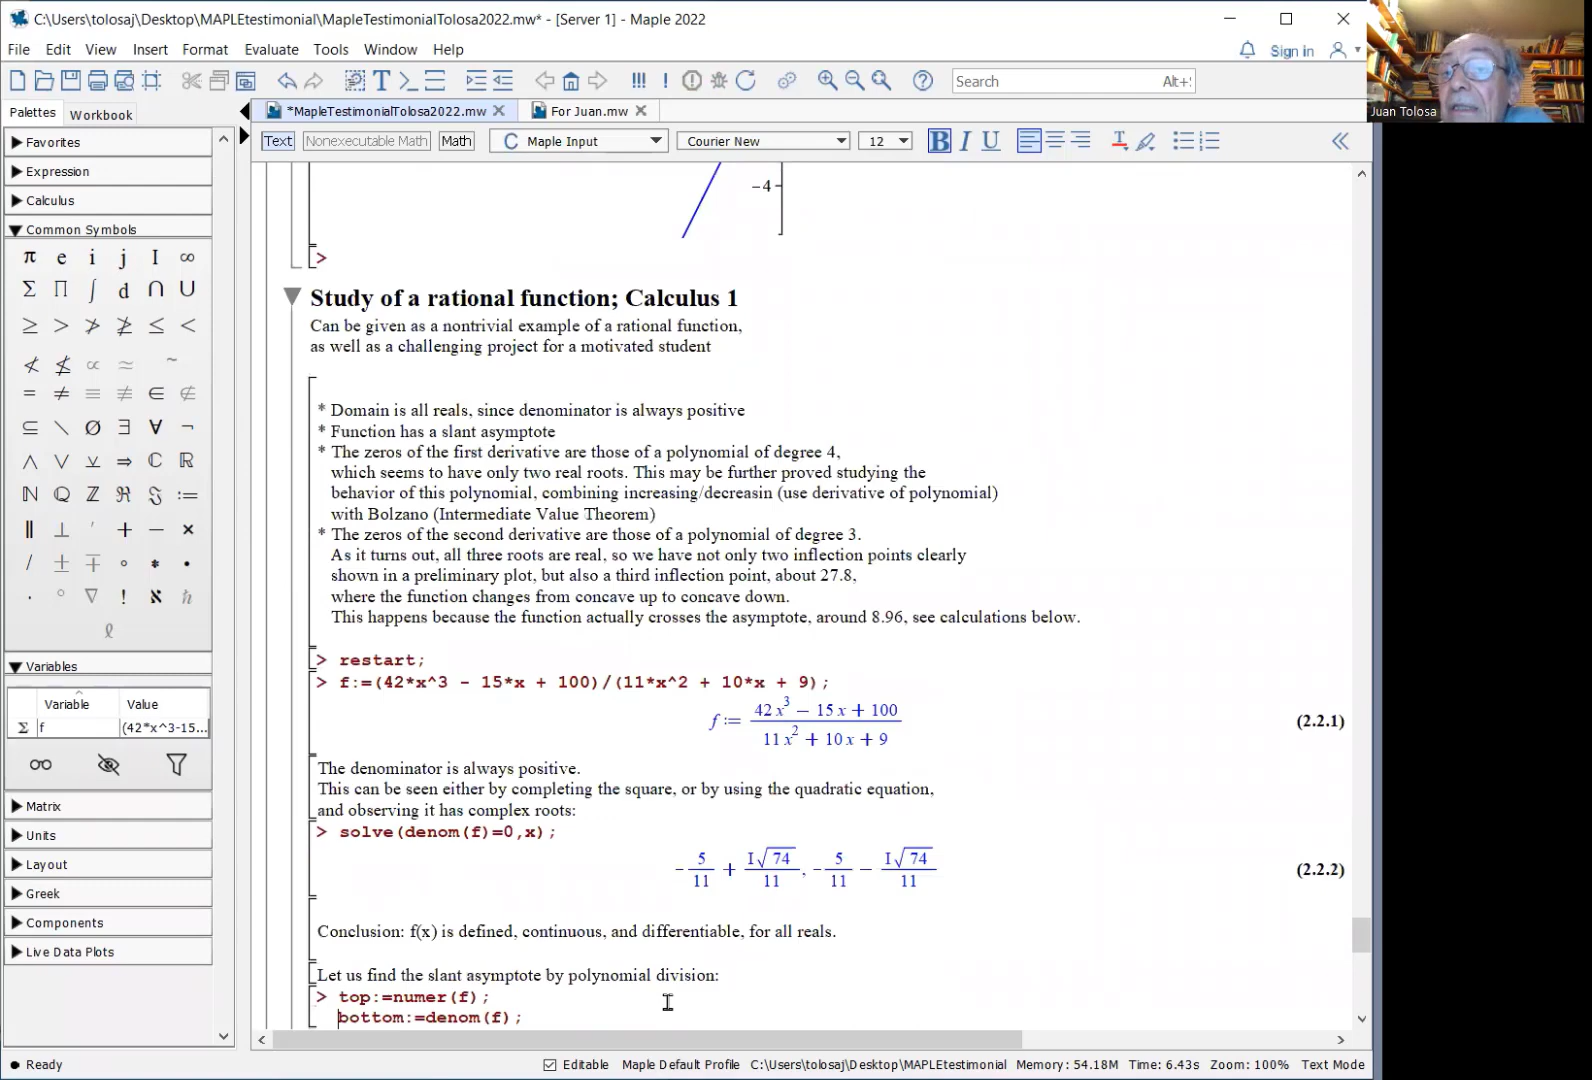 C:\Users\tolosaj\Desktop\MAPLEtestimonial\MapleTestimonialTolosa2022.mw* - [Server 1] - Maple 2022
File Edit View Insert Format Evaluate Tools Window Help
Sign in
Search Alt+S
Juan Tolosa
Palettes Workbook
*MapleTestimonialTolosa2022.mw
For Juan.mw
Text Nonexecutable Math Math C Maple Input Courier New 12 B I U
Favorites
Expression
Calculus
Common Symbols
π e i j I ∞
Σ Π ∫ d ∩ ∪
≥ > ≯ ≱ ≤ <
≮ ≰ ∝ ≈ ~
= ≠ ≡ ≢ ∈ ∉
⊆ \ Ø ∃ ∀ ¬
∧ ∨ ⊻ ⇒ ℂ ℝ
ℕ ℚ ℤ ℜ ℑ :=
∥ ⊥ ′ + − ×
/ ± ∓ ∘ * •
· ° ∇ ! ℵ ℏ
ℓ
Variables
Variable Value
Σ f (42*x^3-15...
Matrix
Units
Layout
Greek
Components
Live Data Plots
−4
>
Study of a rational function; Calculus 1
Can be given as a nontrivial example of a rational function,
as well as a challenging project for a motivated student
* Domain is all reals, since denominator is always positive
* Function has a slant asymptote
* The zeros of the first derivative are those of a polynomial of degree 4,
which seems to have only two real roots. This may be further proved studying the
behavior of this polynomial, combining increasing/decreasin (use derivative of polynomial)
with Bolzano (Intermediate Value Theorem)
* The zeros of the second derivative are those of a polynomial of degree 3.
As it turns out, all three roots are real, so we have not only two inflection points clearly
shown in a preliminary plot, but also a third inflection point, about 27.8,
where the function changes from concave up to concave down.
This happens because the function actually crosses the asymptote, around 8.96, see calculations below.
> restart;
> f:=(42*x^3 - 15*x + 100)/(11*x^2 + 10*x + 9);
f := (42 x^3 − 15 x + 100)/(11 x^2 + 10 x + 9) (2.2.1)
The denominator is always positive.
This can be seen either by completing the square, or by using the quadratic equation,
and observing it has complex roots:
> solve(denom(f)=0,x);
−5/11 + I√74/11, −5/11 − I√74/11 (2.2.2)
Conclusion: f(x) is defined, continuous, and differentiable, for all reals.
Let us find the slant asymptote by polynomial division:
> top:=numer(f);
bottom:=denom(f);
Ready
Editable Maple Default Profile C:\Users\tolosaj\Desktop\MAPLEtestimonial Memory: 54.18M Time: 6.43s Zoom: 100% Text Mode